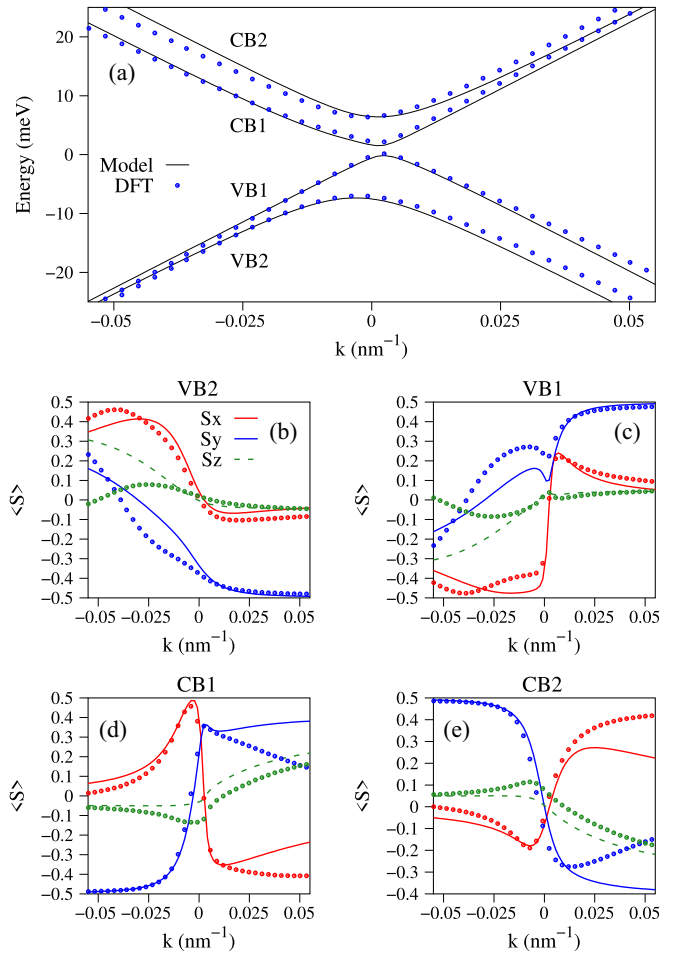 20
10
0
−10
−20
Energy (meV)
(a)
CB2
CB1
VB1
VB2
Model
DFT
−0.05 −0.025 0 0.025 0.05
k (nm⁻¹)
VB2
0.5
0.4
0.3
0.2
0.1
0
−0.1
−0.2
−0.3
−0.4
−0.5
<S>
Sx
Sy
Sz
(b)
−0.05 −0.025 0 0.025 0.05
k (nm⁻¹)
VB1
0.5
0.4
0.3
0.2
0.1
0
−0.1
−0.2
−0.3
−0.4
−0.5
<S>
(c)
−0.05 −0.025 0 0.025 0.05
k (nm⁻¹)
CB1
0.5
0.4
0.3
0.2
0.1
0
−0.1
−0.2
−0.3
−0.4
−0.5
<S>
(d)
−0.05 −0.025 0 0.025 0.05
k (nm⁻¹)
CB2
0.5
0.4
0.3
0.2
0.1
0
−0.1
−0.2
−0.3
−0.4
<S>
(e)
−0.05 −0.025 0 0.025 0.05
k (nm⁻¹)